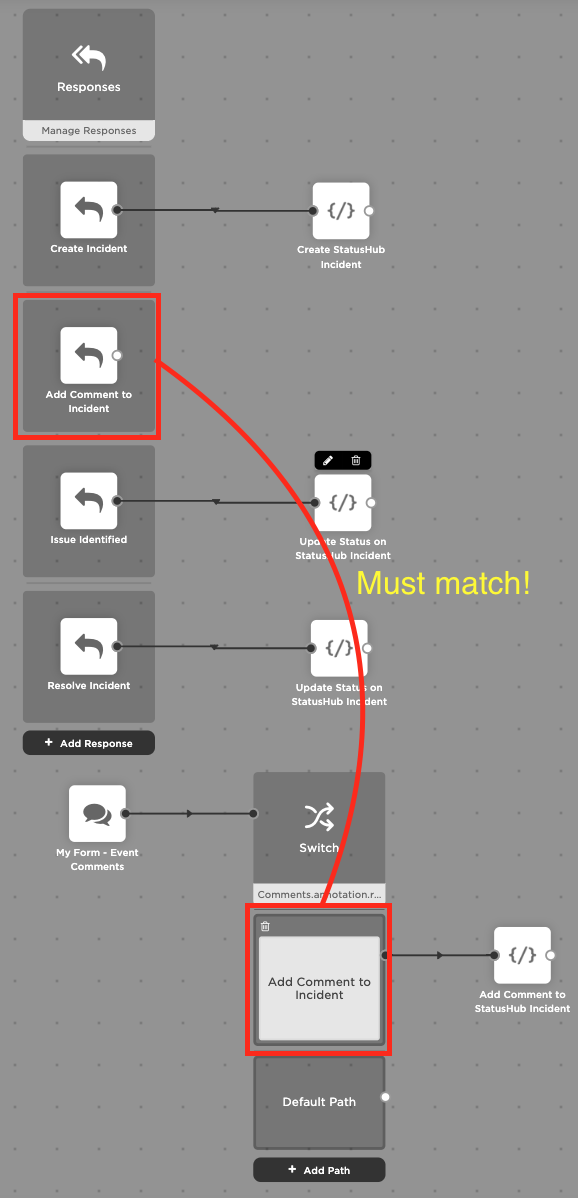 Responses
Manage Responses
Create Incident
Create StatusHub
Incident
Add Comment to
Incident
Issue Identified
Update Status on
StatusHub Incident
Must match!
Resolve Incident
Update Status on
StatusHub Incident
+ Add Response
My Form - Event
Comments
Switch
Comments.annotation.r...
{/}
{/}
{/}
Add Comment to
Incident
{/}
Add Comment to
StatusHub Incident
Default Path
+ Add Path